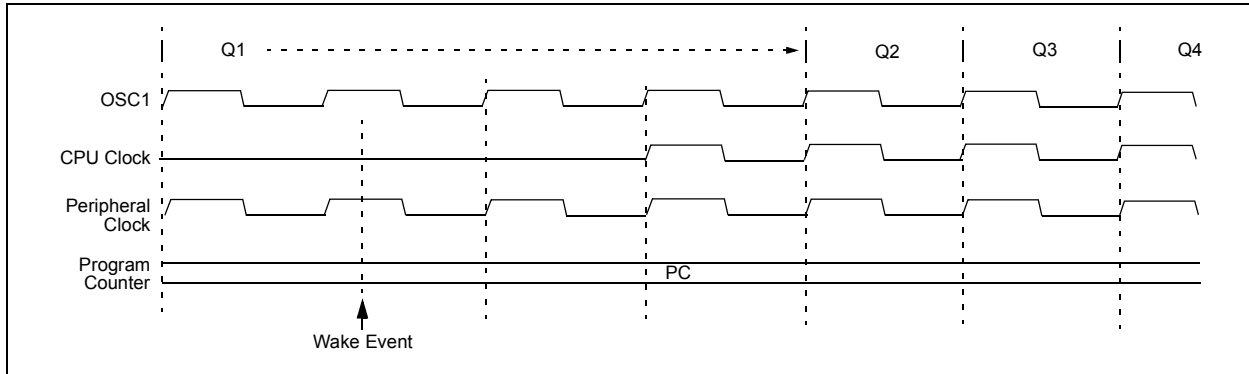 Q1
Q2
Q3
Q4
OSC1
CPU Clock
Peripheral
Clock
Program
Counter
PC
Wake Event